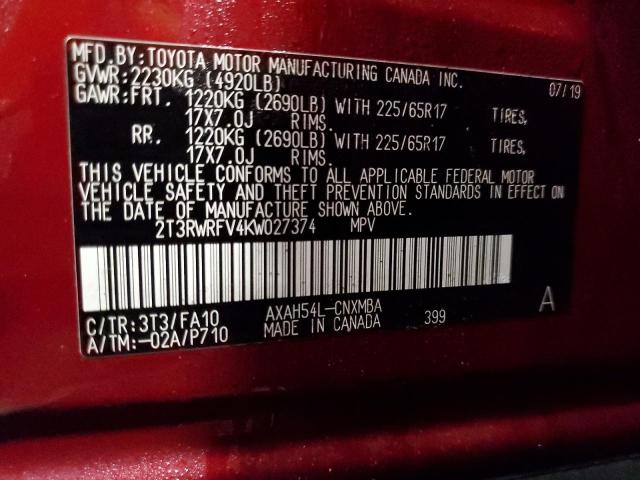 MFD.BY:TOYOTA MOTOR MANUFACTURING CANADA INC.
GVWR:2230KG (4920LB) 07/19
GAWR:FRT. 1220KG (2690LB) WITH 225/65R17 TIRES,
17X7.0J RIMS.
RR. 1220KG (2690LB) WITH 225/65R17 TIRES,
17X7.0J RIMS.
THIS VEHICLE CONFORMS TO ALL APPLICABLE FEDERAL MOTOR
VEHICLE SAFETY AND THEFT PREVENTION STANDARDS IN EFFECT ON
THE DATE OF MANUFACTURE SHOWN ABOVE.
2T3RWRFV4KW027374 MPV
C/TR:3T3/FA10 AXAH54L-CNXMBA A
A/TM:-02A/P710 MADE IN CANADA 399